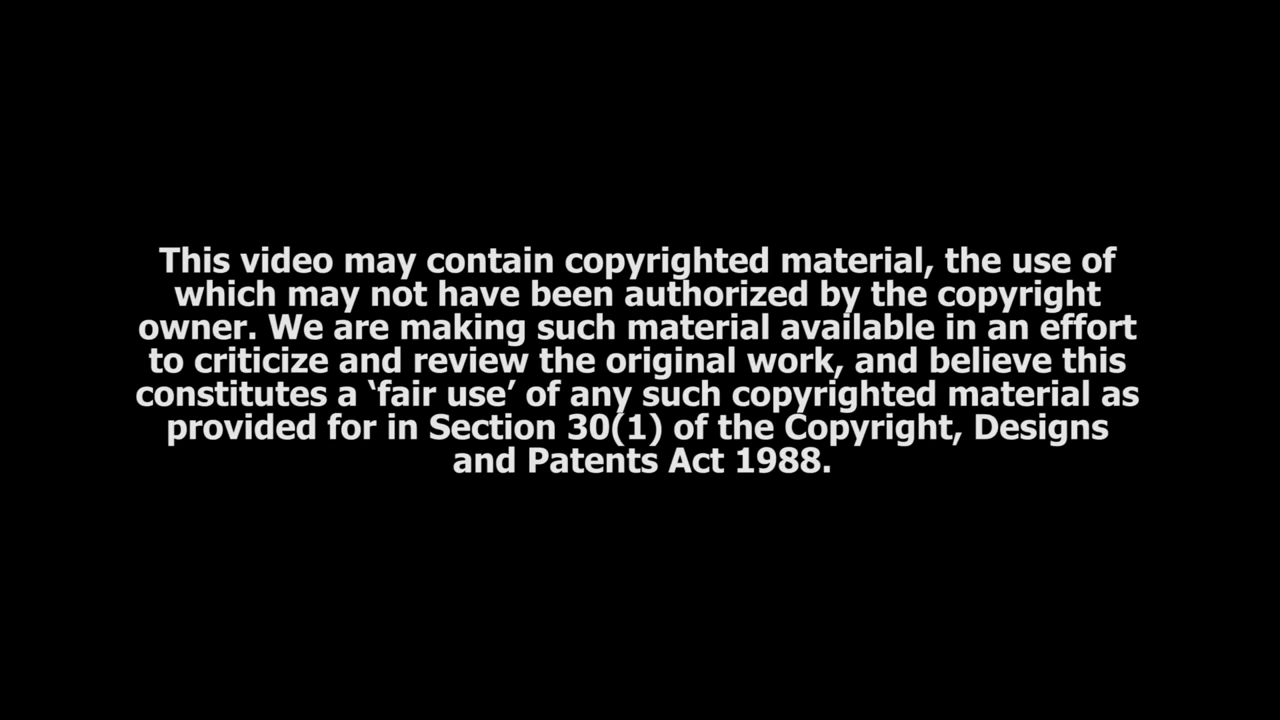 This video may contain copyrighted material, the use of
which may not have been authorized by the copyright
owner. We are making such material available in an effort
to criticize and review the original work, and believe this
constitutes a ‘fair use’ of any such copyrighted material as
provided for in Section 30(1) of the Copyright, Designs
and Patents Act 1988.